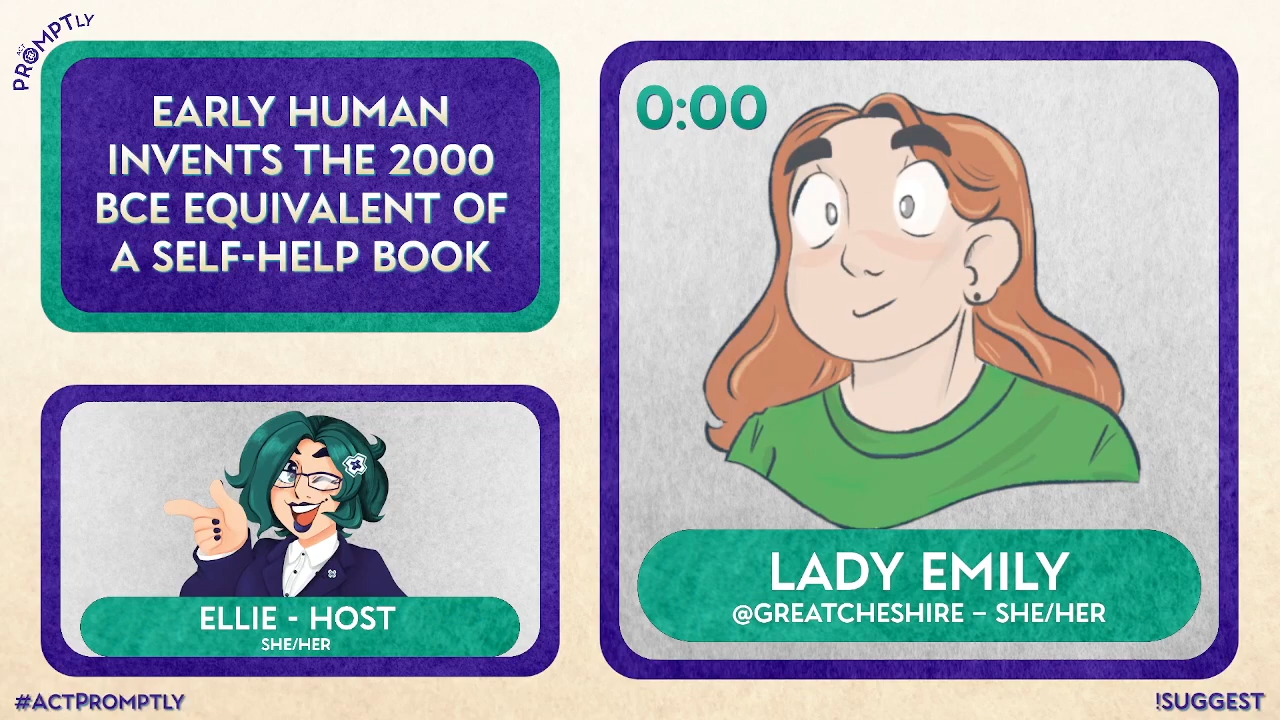 ACT PROMPTLY
EARLY HUMAN
INVENTS THE 2000
BCE EQUIVALENT OF
A SELF-HELP BOOK
0:00
LADY EMILY
@GREATCHESHIRE – SHE/HER
ELLIE - HOST
SHE/HER
#ACTPROMPTLY
!SUGGEST